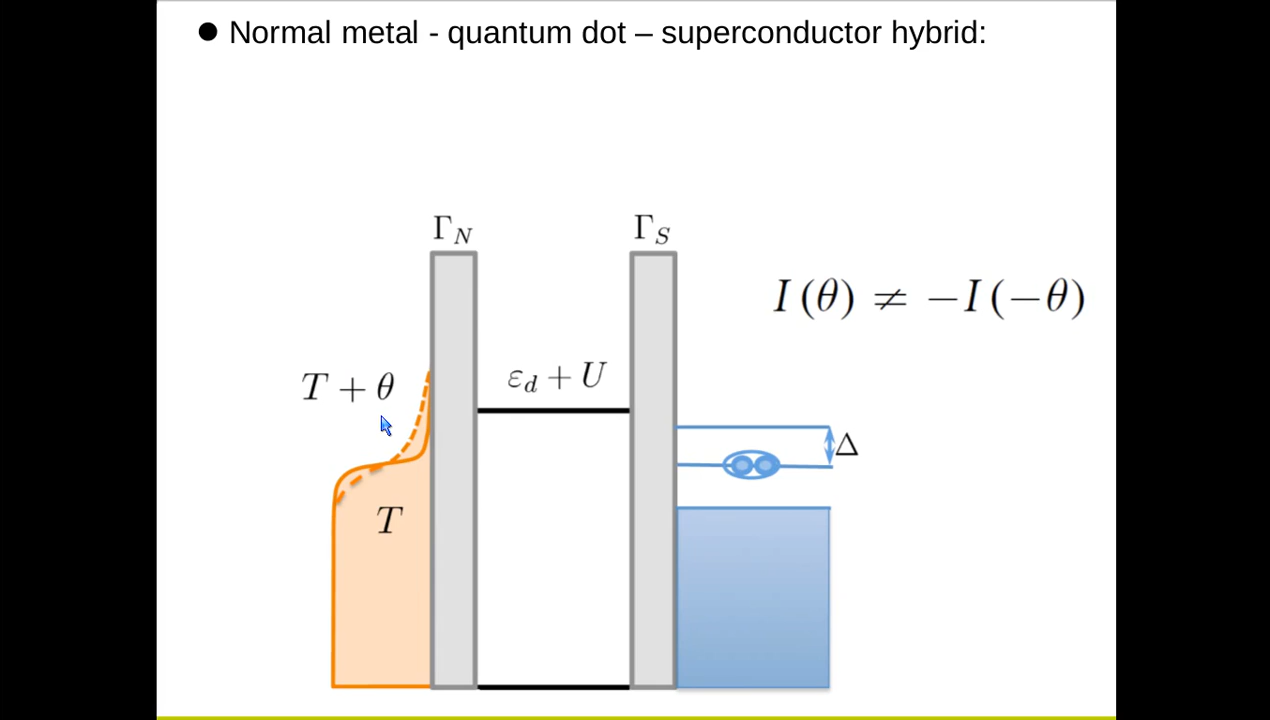 ● Normal metal - quantum dot – superconductor hybrid:
Γ_N
Γ_S
I(θ) ≠ −I(−θ)
T + θ
ε_d + U
Δ
T